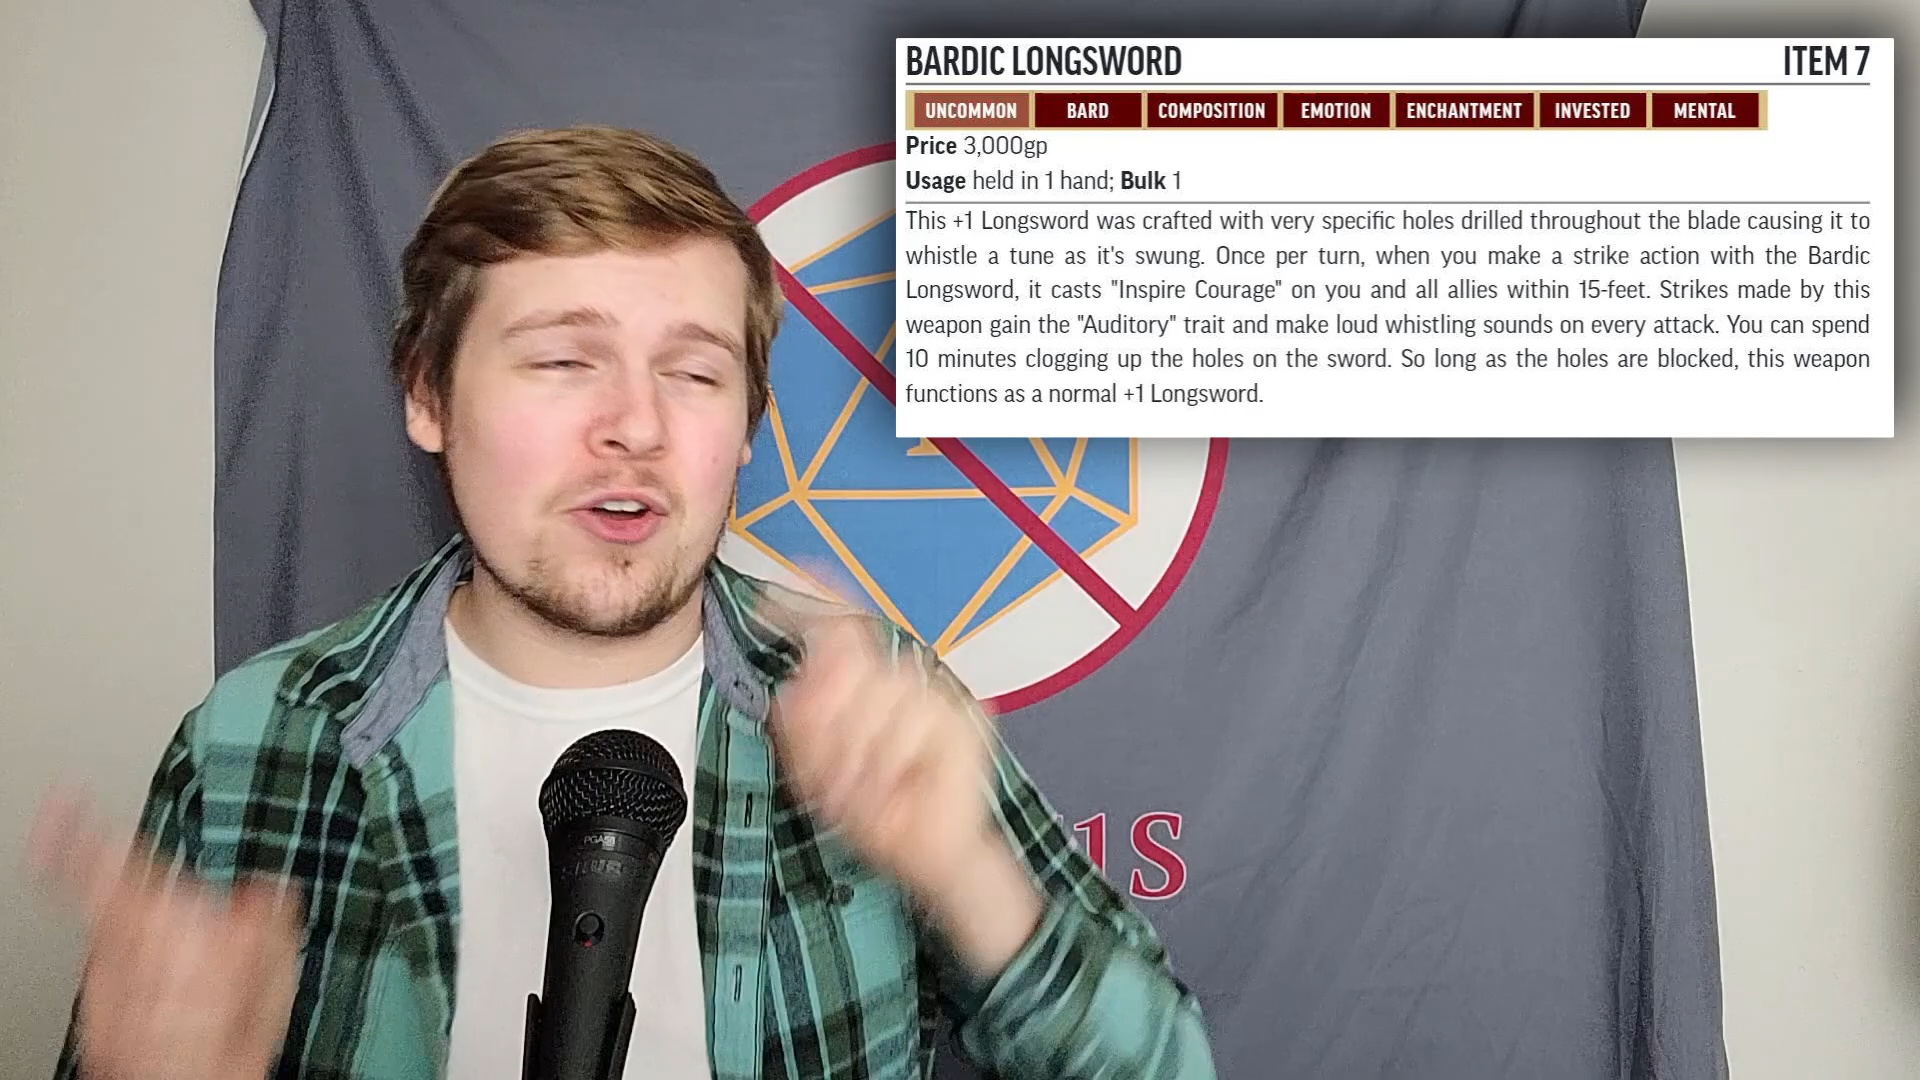 BARDIC LONGSWORD ITEM 7
UNCOMMON BARD COMPOSITION EMOTION ENCHANTMENT INVESTED MENTAL
Price 3,000gp
Usage held in 1 hand; Bulk 1
This +1 Longsword was crafted with very specific holes drilled throughout the blade causing it to
whistle a tune as it's swung. Once per turn, when you make a strike action with the Bardic
Longsword, it casts "Inspire Courage" on you and all allies within 15-feet. Strikes made by this
weapon gain the "Auditory" trait and make loud whistling sounds on every attack. You can spend
10 minutes clogging up the holes on the sword. So long as the holes are blocked, this weapon
functions as a normal +1 Longsword.
1S
PGA58